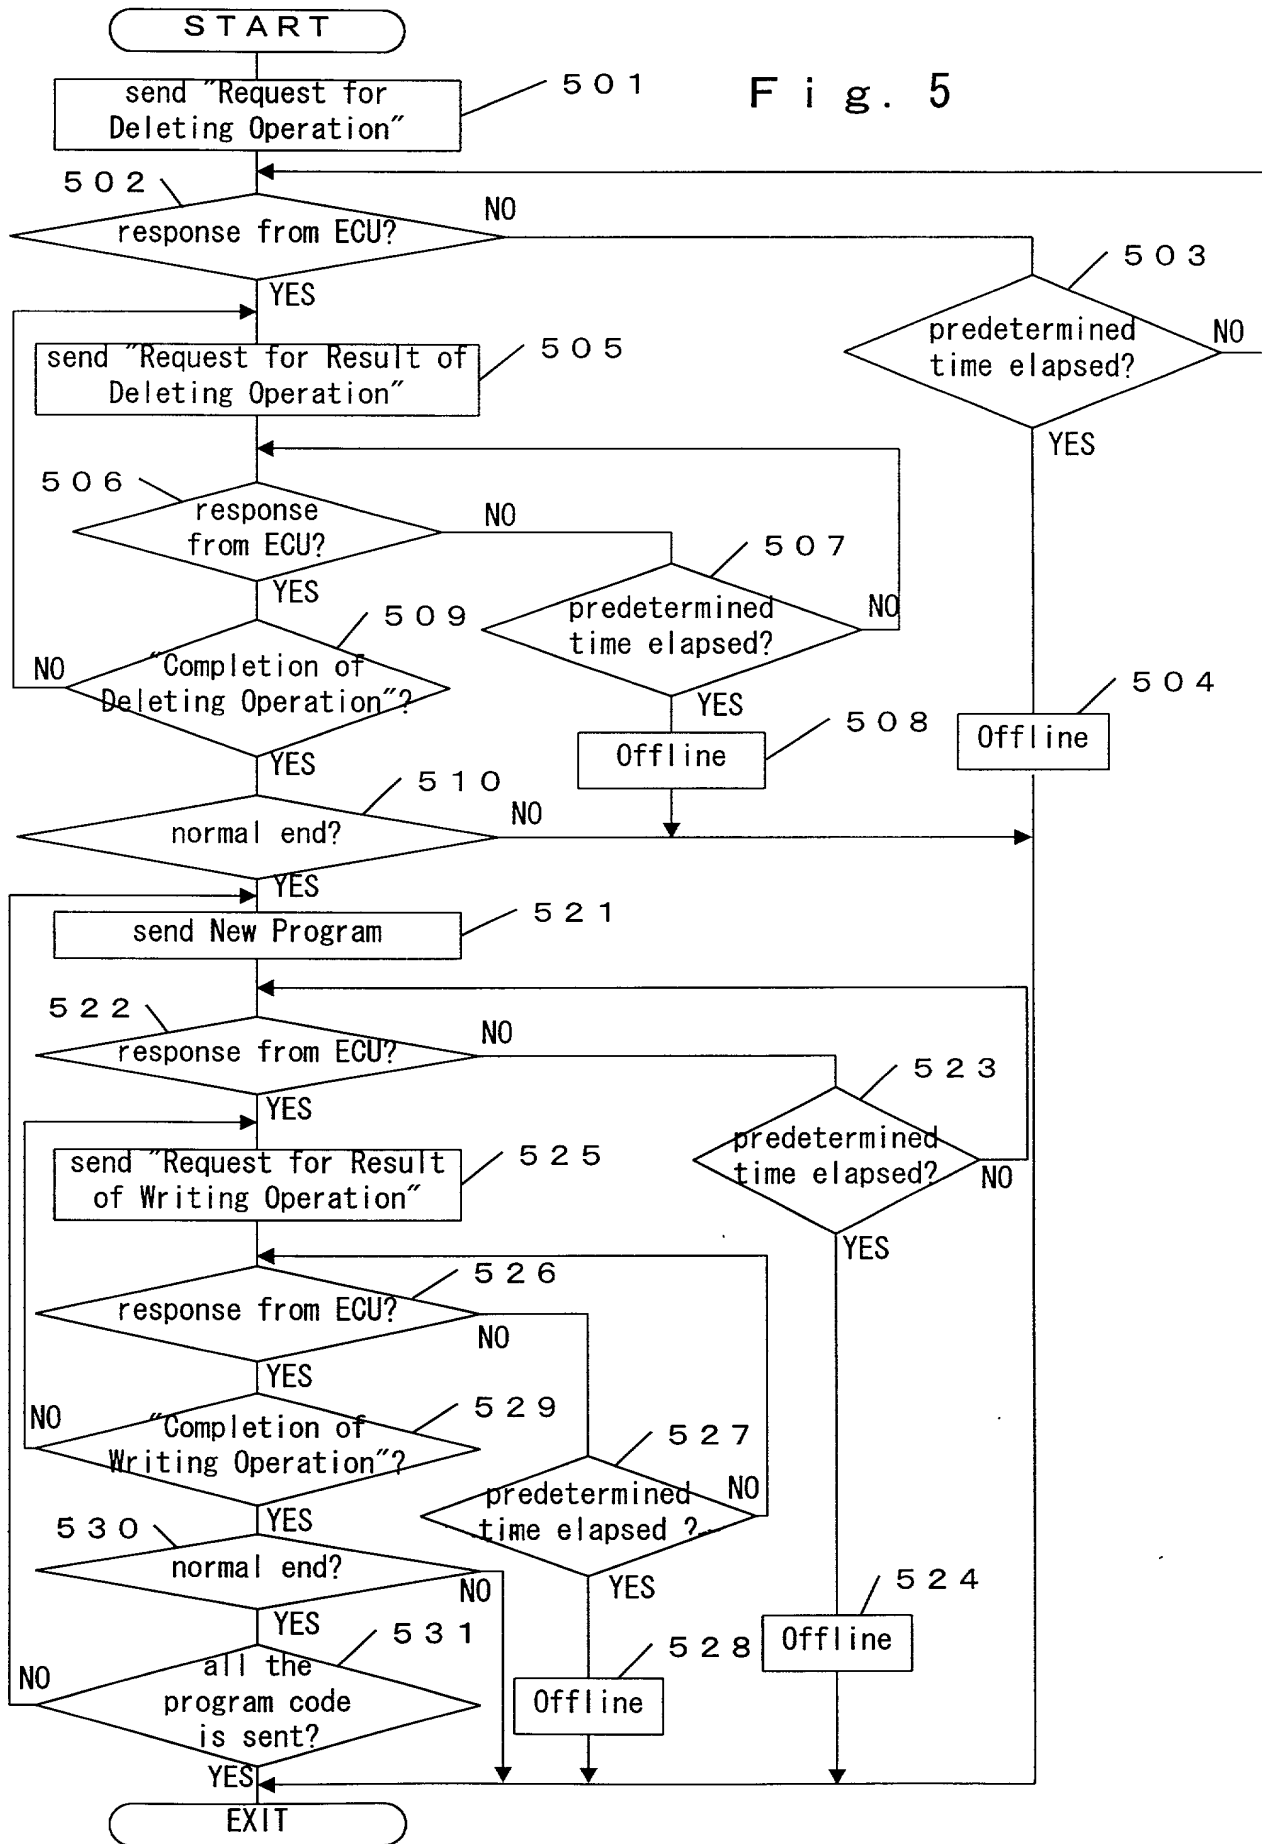 START
Fig. 5
501
send "Request for
Deleting Operation"
502
response from ECU?
NO
YES
503
predetermined
time elapsed?
NO
YES
505
send "Request for Result of
Deleting Operation"
506
response
from ECU?
NO
YES
507
predetermined
time elapsed?
NO
YES
509
"Completion of
Deleting Operation"?
NO
YES
504
Offline
508
Offline
510
normal end?
NO
YES
521
send New Program
522
response from ECU?
NO
YES
523
predetermined
time elapsed?
NO
YES
525
send "Request for Result
of Writing Operation"
526
response from ECU?
NO
YES
529
"Completion of
Writing Operation"?
NO
YES
527
predetermined
time elapsed ?
NO
YES
530
normal end?
NO
YES
524
Offline
528
Offline
531
all the
program code
is sent?
NO
YES
EXIT